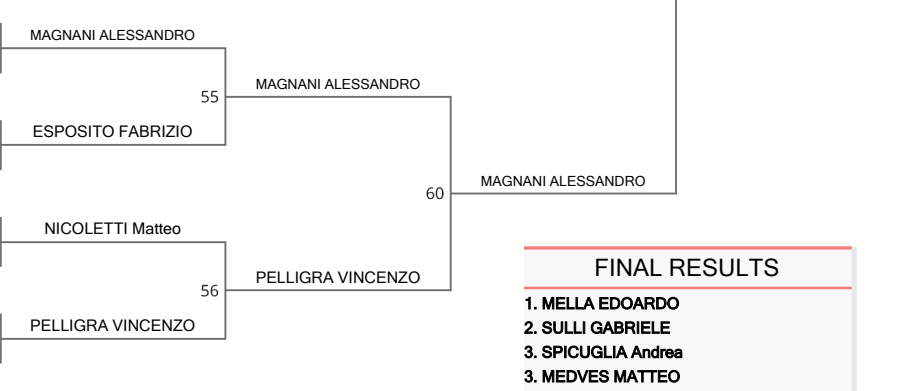 MAGNANI ALESSANDRO
55
MAGNANI ALESSANDRO
ESPOSITO FABRIZIO
60
MAGNANI ALESSANDRO
NICOLETTI Matteo
56
PELLIGRA VINCENZO
PELLIGRA VINCENZO
FINAL RESULTS
1. MELLA EDOARDO
2. SULLI GABRIELE
3. SPICUGLIA Andrea
3. MEDVES MATTEO